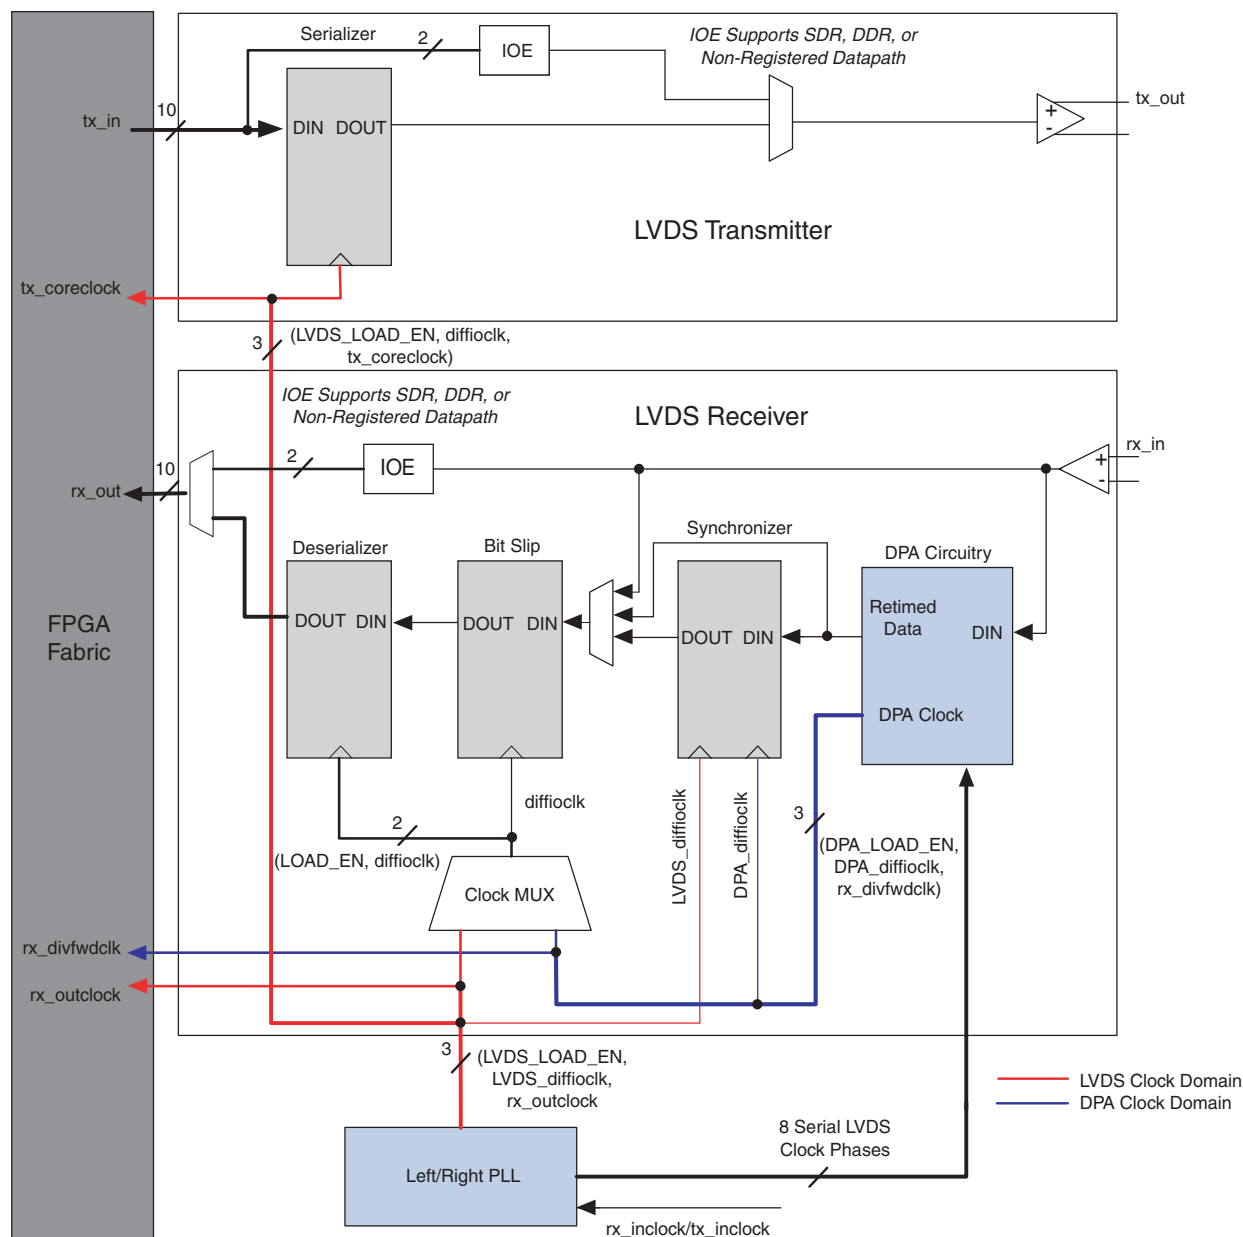 Serializer
2
IOE
IOE Supports SDR, DDR, or
Non-Registered Datapath
tx_in
10
DIN DOUT
+
-
tx_out
LVDS Transmitter
tx_coreclock
3
(LVDS_LOAD_EN, diffioclk,
tx_coreclock)
IOE Supports SDR, DDR, or
Non-Registered Datapath
LVDS Receiver
rx_in
+
-
2
IOE
10
rx_out
Synchronizer
Deserializer
Bit Slip
DPA Circuitry
FPGA
Fabric
DOUT DIN
DOUT DIN
DOUT DIN
Retimed
Data
DIN
DPA Clock
diffioclk
2
(LOAD_EN, diffioclk)
LVDS_diffioclk
DPA_diffioclk
3
(DPA_LOAD_EN,
DPA_diffioclk,
rx_divfwdclk)
Clock MUX
rx_divfwdclk
rx_outclock
3
(LVDS_LOAD_EN,
LVDS_diffioclk,
rx_outclock
LVDS Clock Domain
DPA Clock Domain
8 Serial LVDS
Clock Phases
Left/Right PLL
rx_inclock/tx_inclock